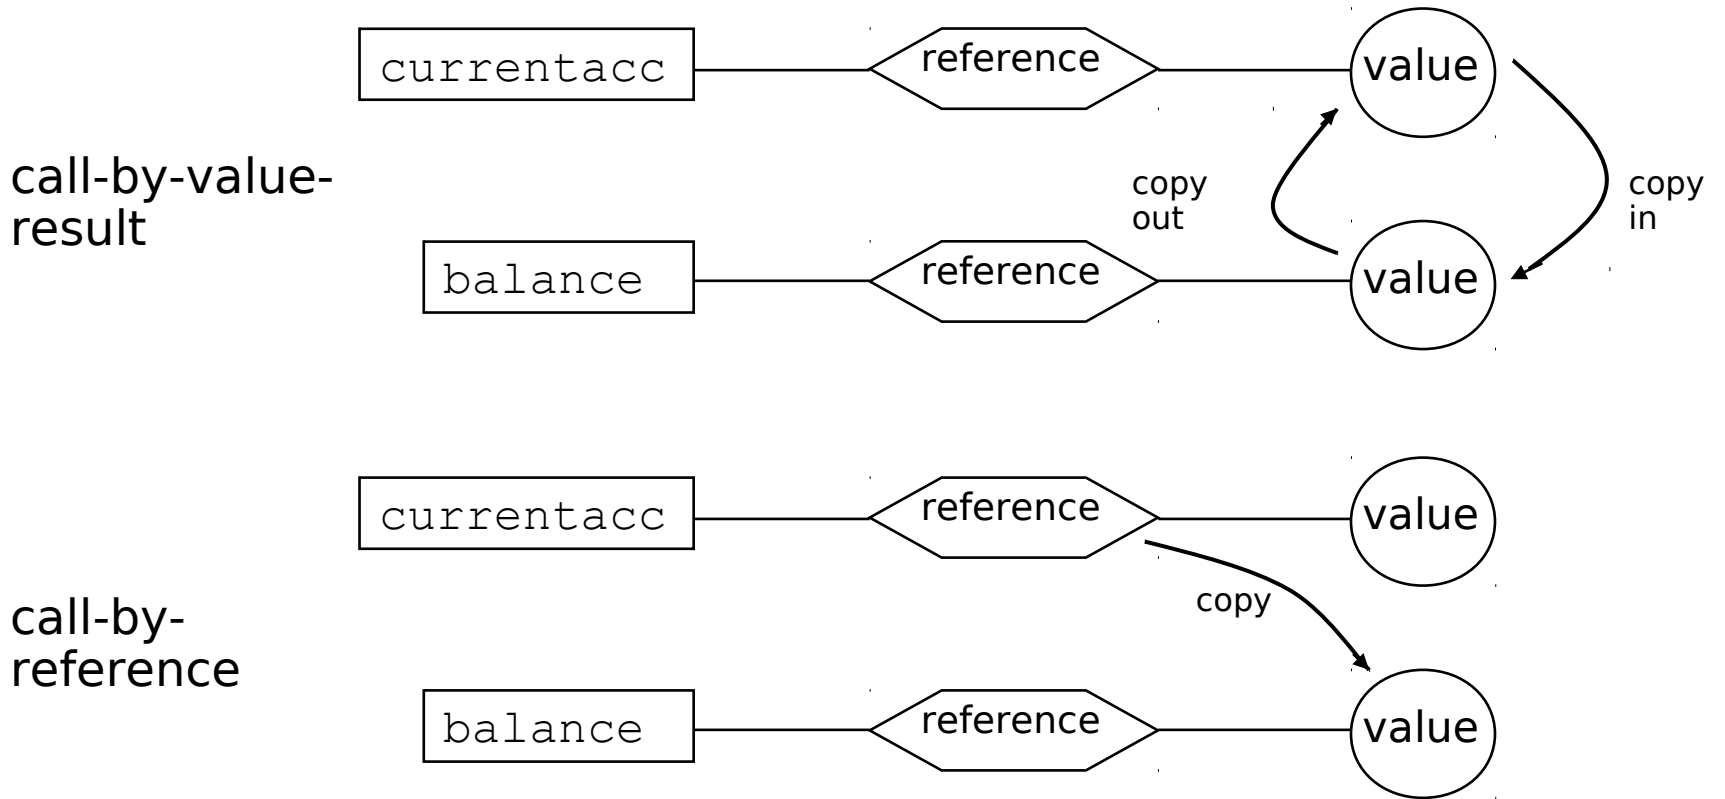 currentacc reference value
call-by-value-
result
copy
out
copy
in
balance reference value
currentacc reference value
copy
call-by-
reference
balance reference value